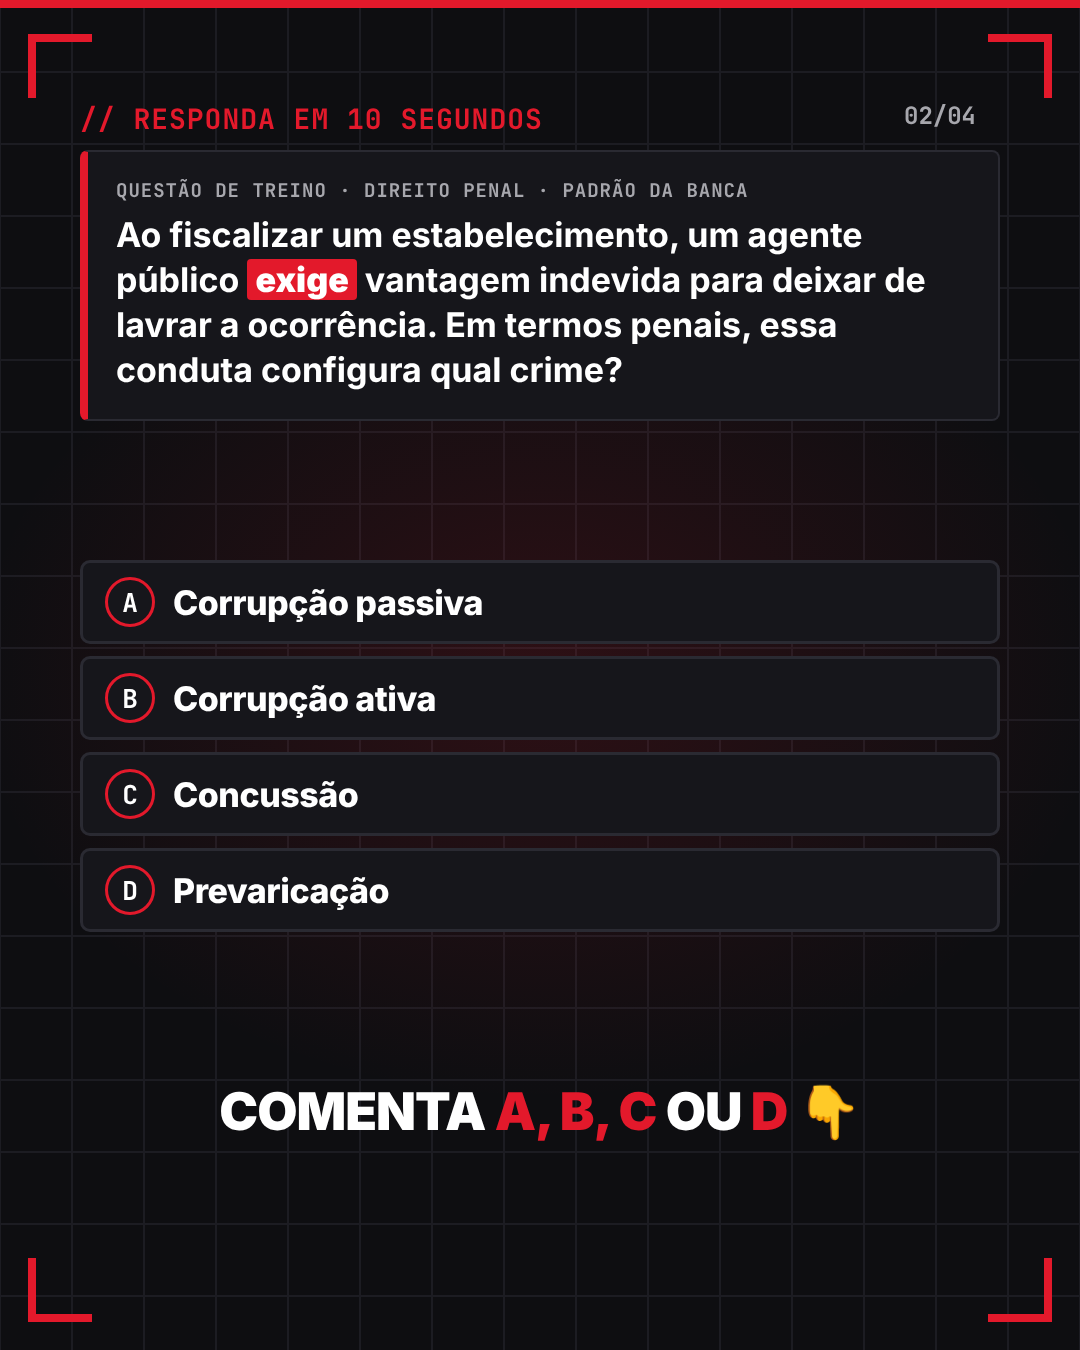 // RESPONDA EM 10 SEGUNDOS
02/04
QUESTÃO DE TREINO · DIREITO PENAL · PADRÃO DA BANCA
Ao fiscalizar um estabelecimento, um agente
público exige vantagem indevida para deixar de
lavrar a ocorrência. Em termos penais, essa
conduta configura qual crime?
A Corrupção passiva
B Corrupção ativa
C Concussão
D Prevaricação
COMENTA A, B, C OU D 👇